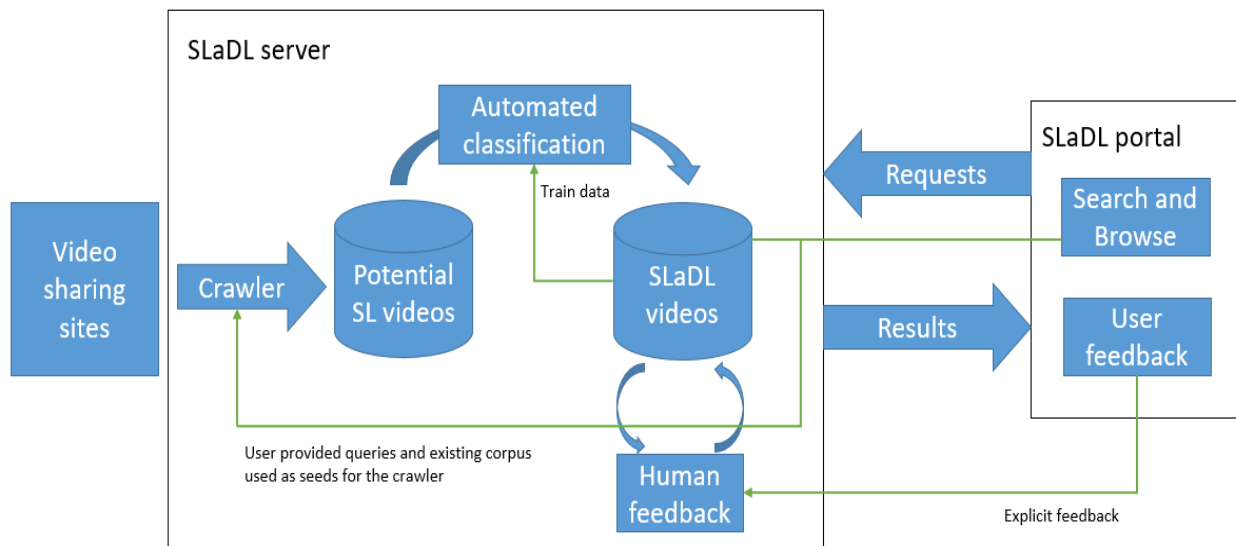 SLaDL server
Automated
classification
SLaDL portal
Requests
Train data
Search and
Browse
Video
sharing
sites
Crawler
Potential
SL videos
SLaDL
videos
Results
User
feedback
User provided queries and existing corpus
used as seeds for the crawler
Human
feedback
Explicit feedback